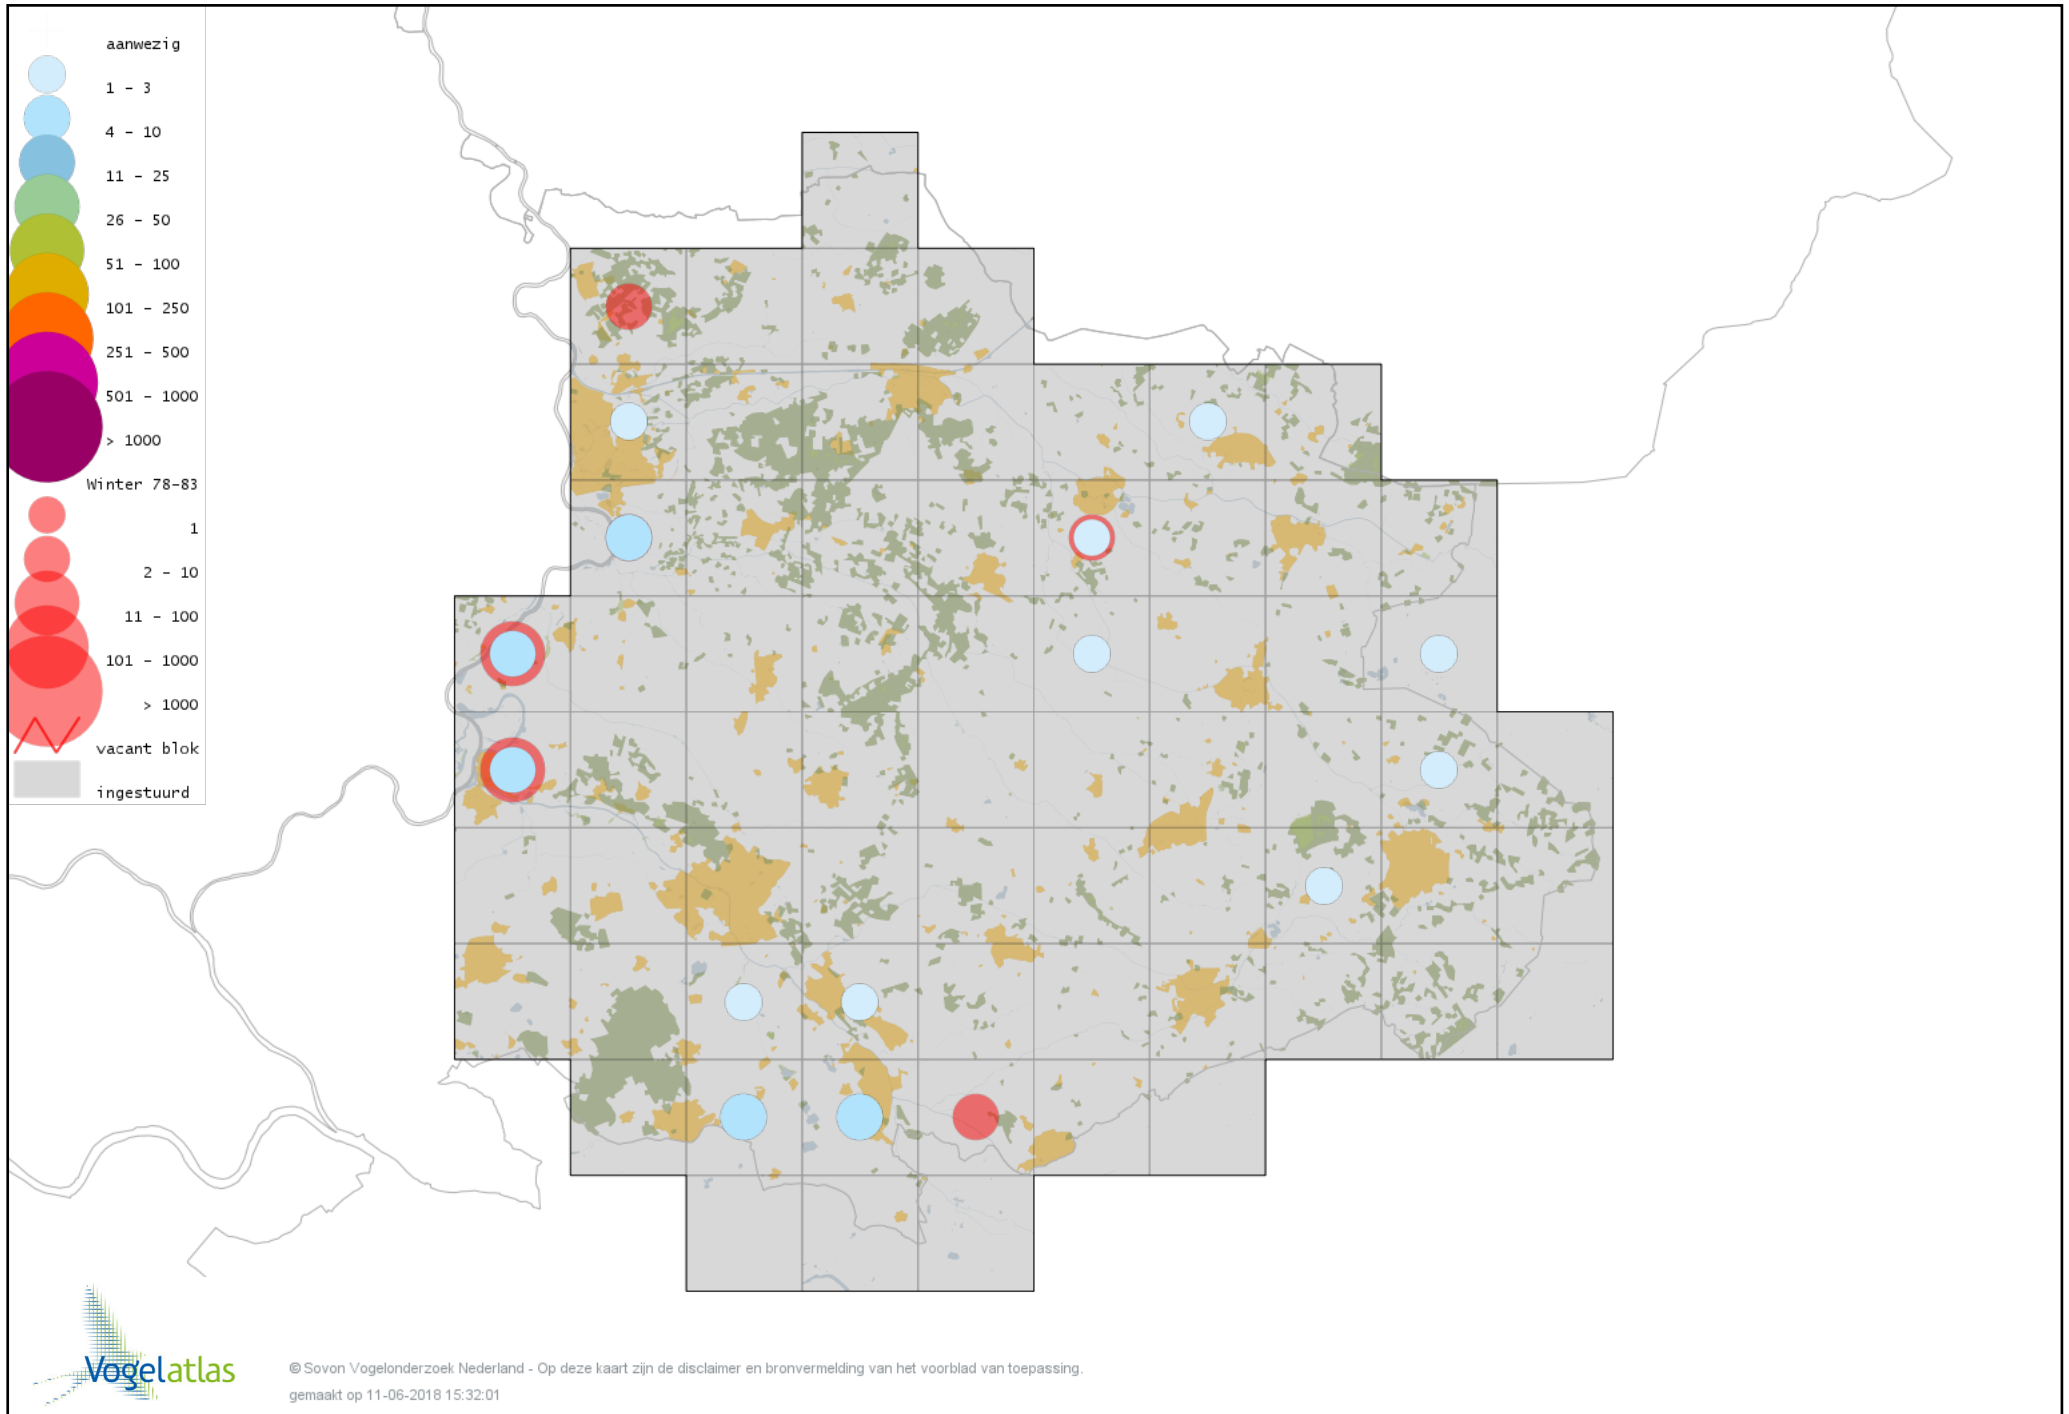 aanwezig
1 - 3
4 - 10
11 - 25
26 - 50
51 - 100
101 - 250
251 - 500
501 - 1000
> 1000
Winter 78-83
1
2 - 10
11 - 100
101 - 1000
> 1000
vacant blok
ingestuurd
Vogelatlas
© Sovon Vogelonderzoek Nederland - Op deze kaart zijn de disclaimer en bronvermelding van het voorblad van toepassing.
gemaakt op 11-06-2018 15:32:01